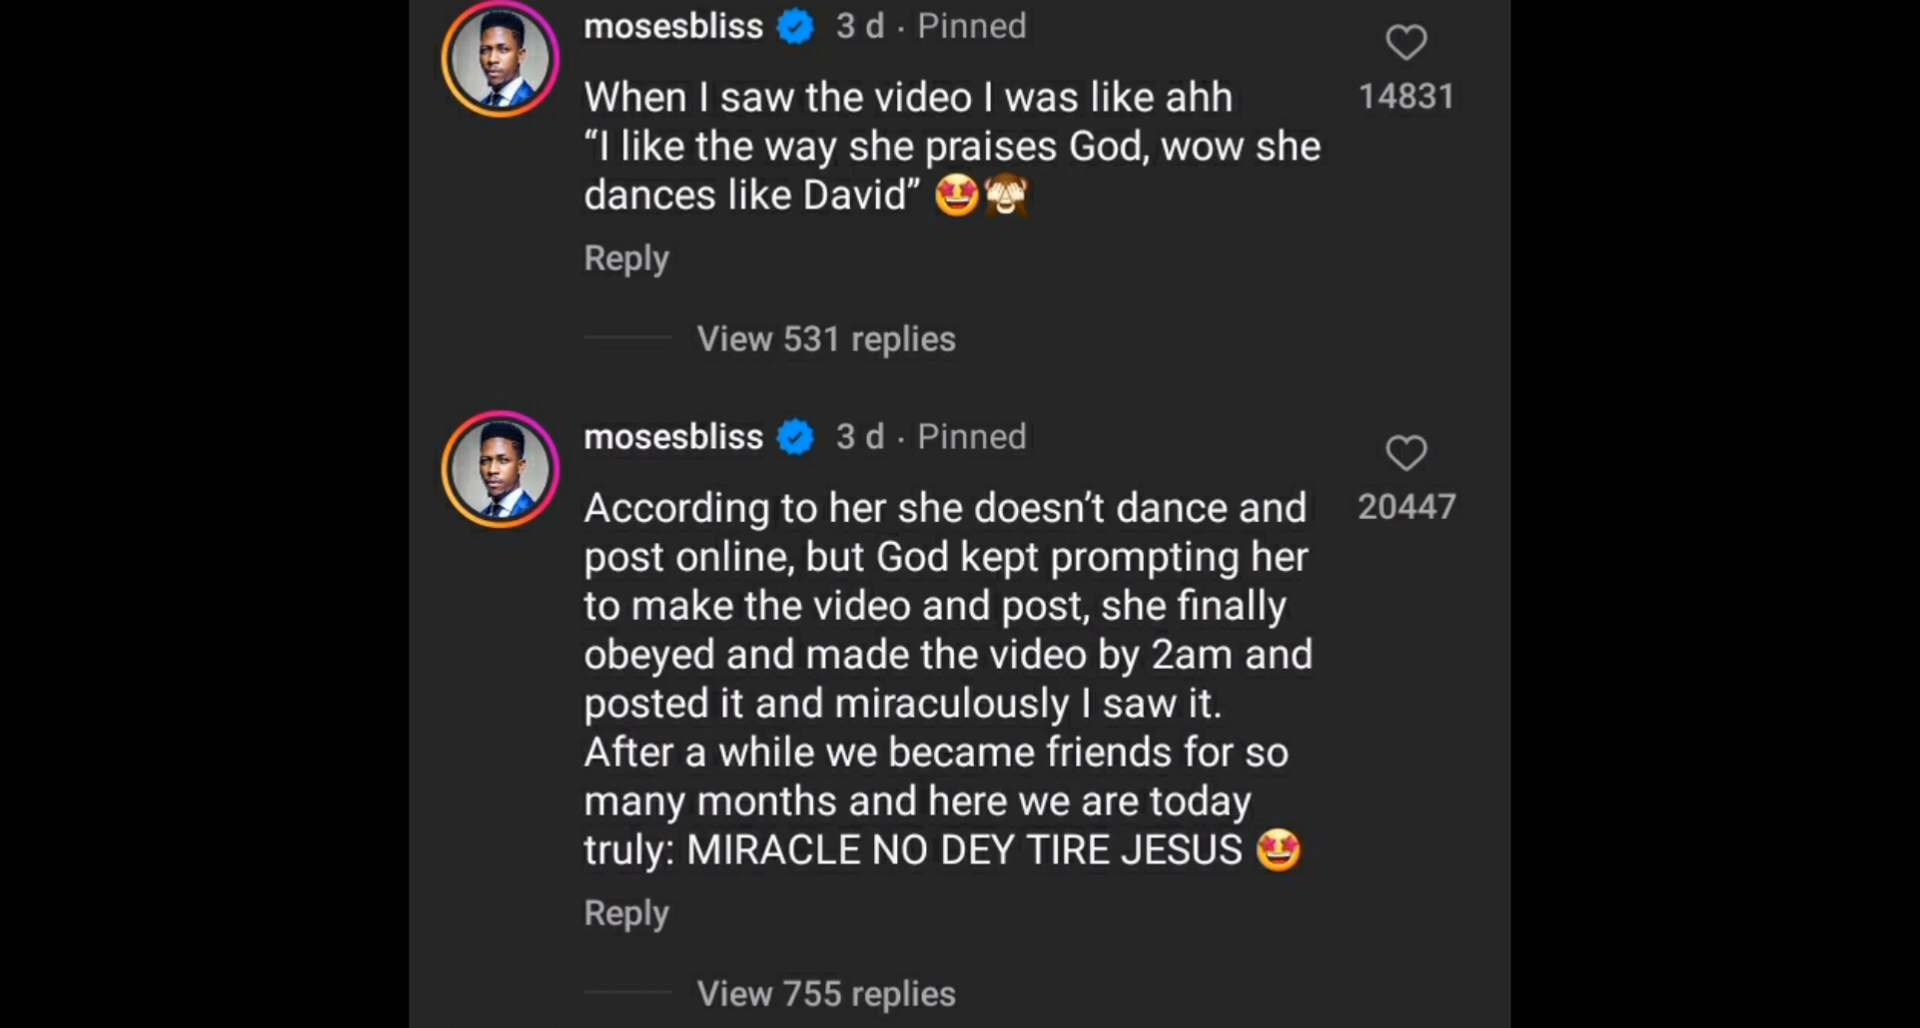 mosesbliss 3 d · Pinned
14831
When I saw the video I was like ahh
“I like the way she praises God, wow she
dances like David” 🤩🙈
Reply
View 531 replies
mosesbliss 3 d · Pinned
20447
According to her she doesn’t dance and
post online, but God kept prompting her
to make the video and post, she finally
obeyed and made the video by 2am and
posted it and miraculously I saw it.
After a while we became friends for so
many months and here we are today
truly: MIRACLE NO DEY TIRE JESUS 🤩
Reply
View 755 replies